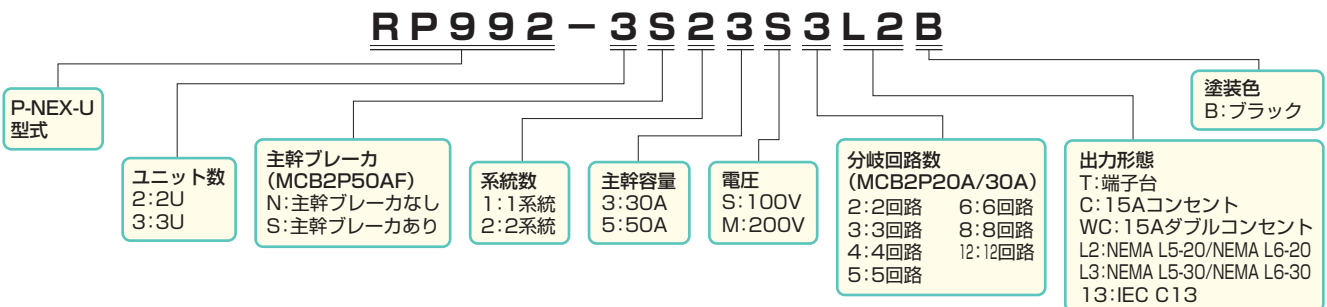 RP992－3S23S3L2B
P-NEX-U
型式
ユニット数
2：2U
3：3U
主幹ブレーカ
(MCB2P50AF)
N：主幹ブレーカなし
S：主幹ブレーカあり
系統数
1：1系統
2：2系統
主幹容量
3：30A
5：50A
電圧
S：100V
M：200V
分岐回路数
(MCB2P20A/30A)
2：2回路 6：6回路
3：3回路 8：8回路
4：4回路 12：12回路
5：5回路
出力形態
T：端子台
C：15Aコンセント
WC：15Aダブルコンセント
L2：NEMA L5-20/NEMA L6-20
L3：NEMA L5-30/NEMA L6-30
13：IEC C13
塗装色
B：ブラック